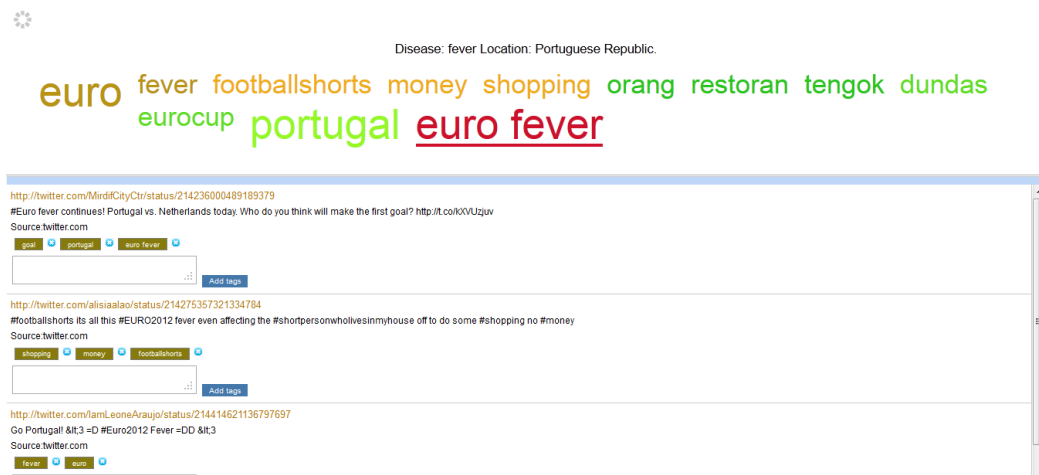 Disease: fever Location: Portuguese Republic.
euro fever footballshorts money shopping orang restoran tengok dundas
eurocup portugal euro fever
http://twitter.com/MirdifCityCtr/status/214236000489189379
#Euro fever continues! Portugal vs. Netherlands today. Who do you think will make the first goal? http://t.co/kXVUzjuv
Source:twitter.com
goal portugal euro fever
Add tags
http://twitter.com/alisiaalao/status/214275357321334784
#footballshorts its all this #EURO2012 fever even affecting the #shortpersonwholivesinmyhouse off to do some #shopping no #money
Source:twitter.com
shopping money footballshorts
Add tags
http://twitter.com/IamLeoneAraujo/status/214414621136797697
Go Portugal! &lt;3 =D #Euro2012 Fever =DD &lt;3
Source:twitter.com
fever euro